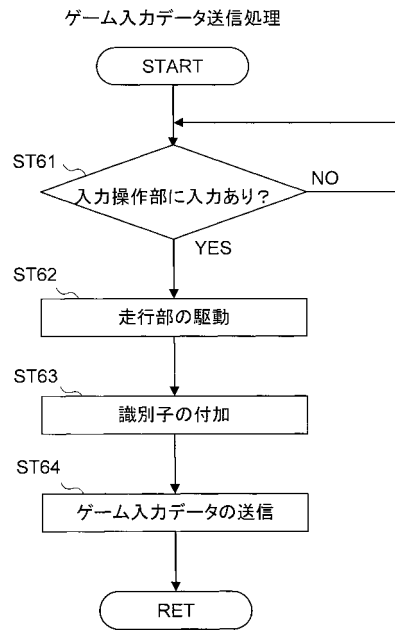 ゲーム入力データ送信処理
START
ST61
入力操作部に入力あり?
NO
YES
ST62
走行部の駆動
ST63
識別子の付加
ST64
ゲーム入力データの送信
RET